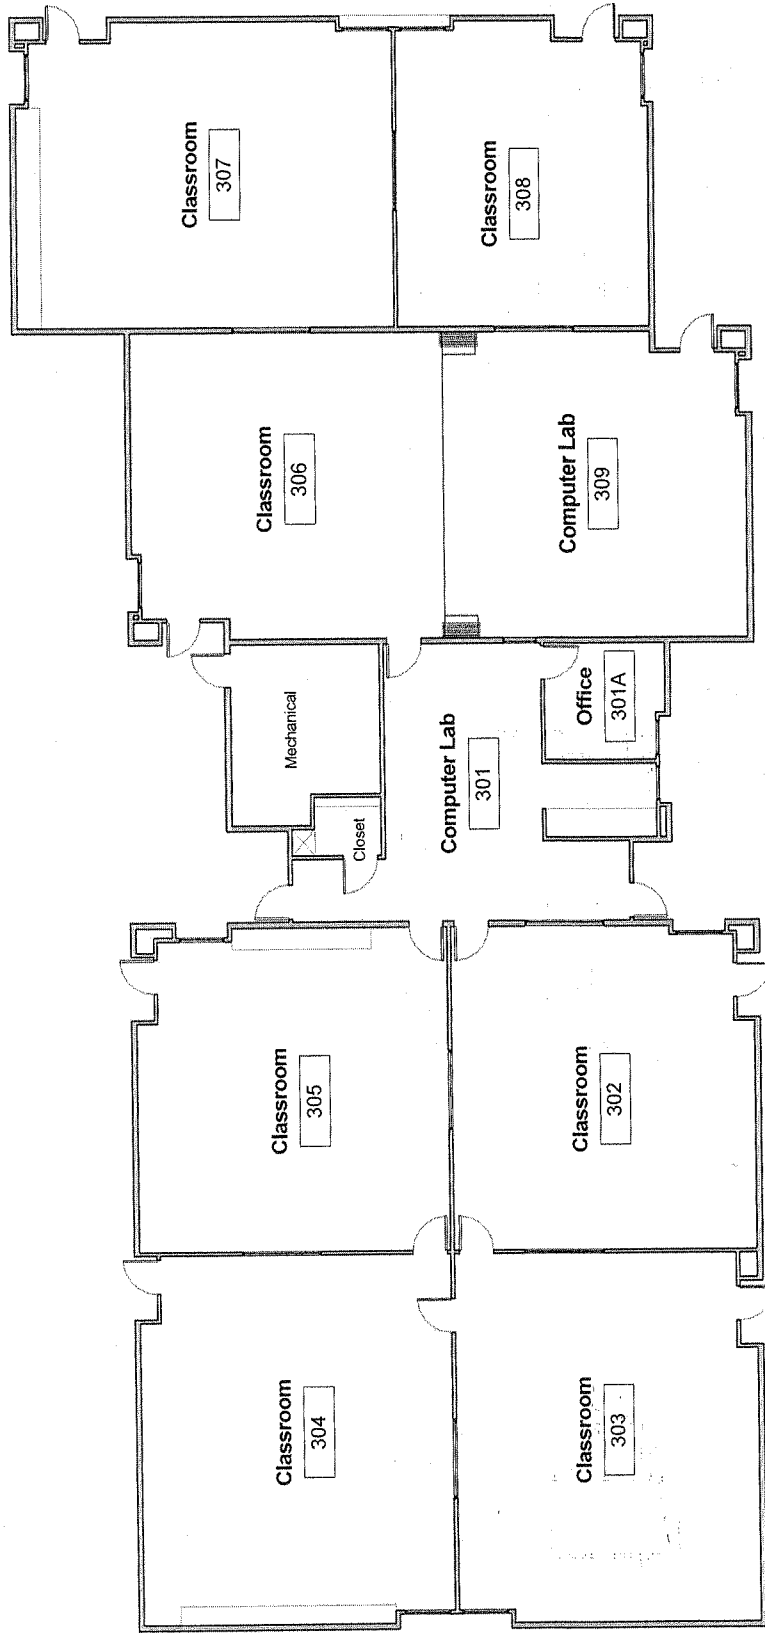 Classroom
307
Classroom
308
Classroom
306
Computer Lab
309
Mechanical
Closet
Computer Lab
301
Office
301A
Classroom
305
Classroom
302
Classroom
304
Classroom
303